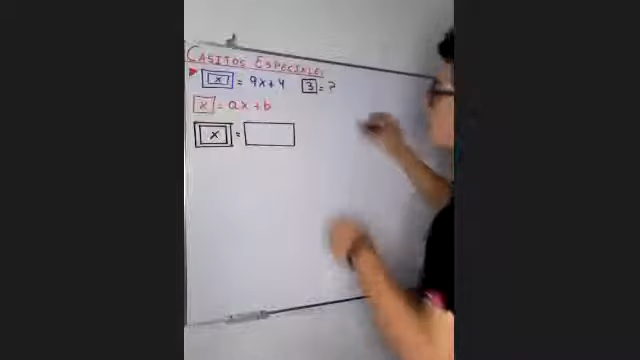 CASITOS ESPECIALES
x = 9x+4 3 = ?
x = ax+b
x =